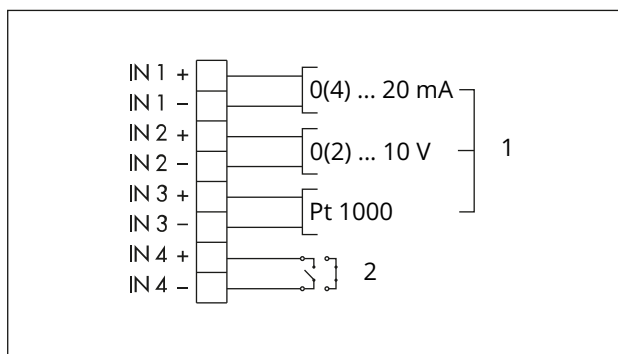 IN 1 +
0(4) ... 20 mA
IN 1 −
IN 2 +
0(2) ... 10 V
1
IN 2 −
IN 3 +
Pt 1000
IN 3 −
IN 4 +
2
IN 4 −